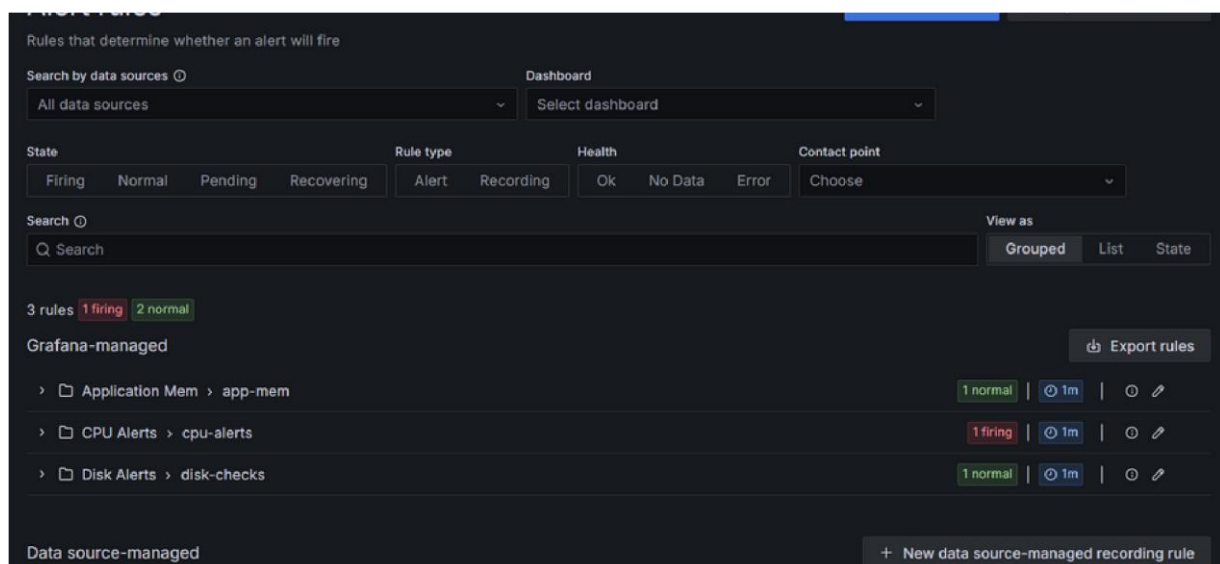 Alert rules
Rules that determine whether an alert will fire
Search by data sources
Dashboard
All data sources
Select dashboard
State
Rule type
Health
Contact point
Firing Normal Pending Recovering
Alert Recording
Ok No Data Error
Choose
Search
View as
Search
Grouped List State
3 rules 1 firing 2 normal
Grafana-managed
Export rules
Application Mem > app-mem
1 normal | 1m |
CPU Alerts > cpu-alerts
1 firing | 1m |
Disk Alerts > disk-checks
1 normal | 1m |
Data source-managed
+ New data source-managed recording rule